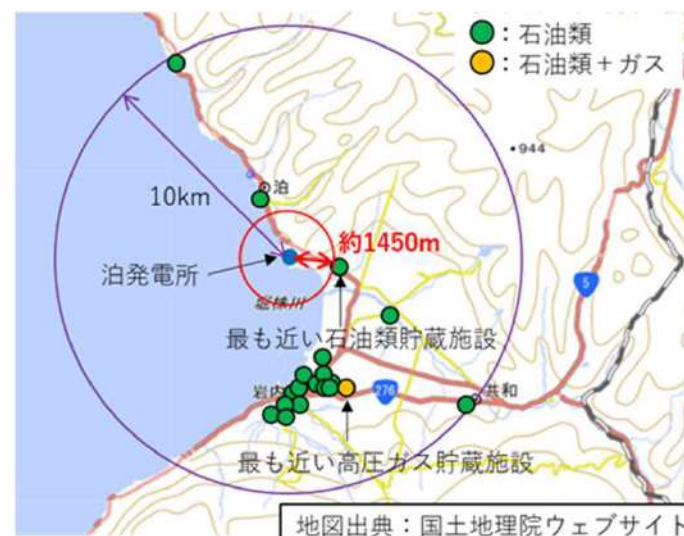 ：石油類
：石油類＋ガス
・944
10km
泊
約1450m
泊発電所
堀株川
5
最も近い石油類貯蔵施設
岩内
276
共和
最も近い高圧ガス貯蔵施設
地図出典：国土地理院ウェブサイト